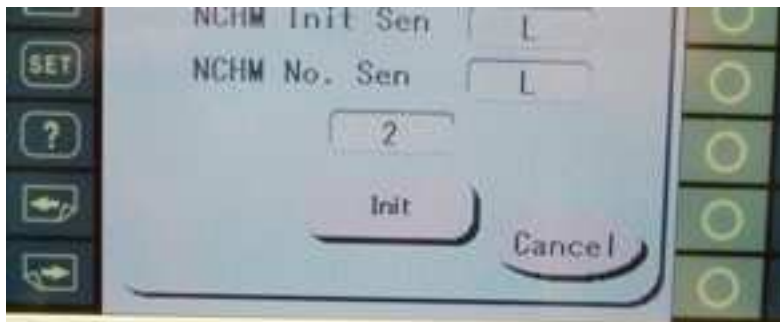 NCHM Init Sen L
SET
NCHM No. Sen L
?
2
Init
Cancel